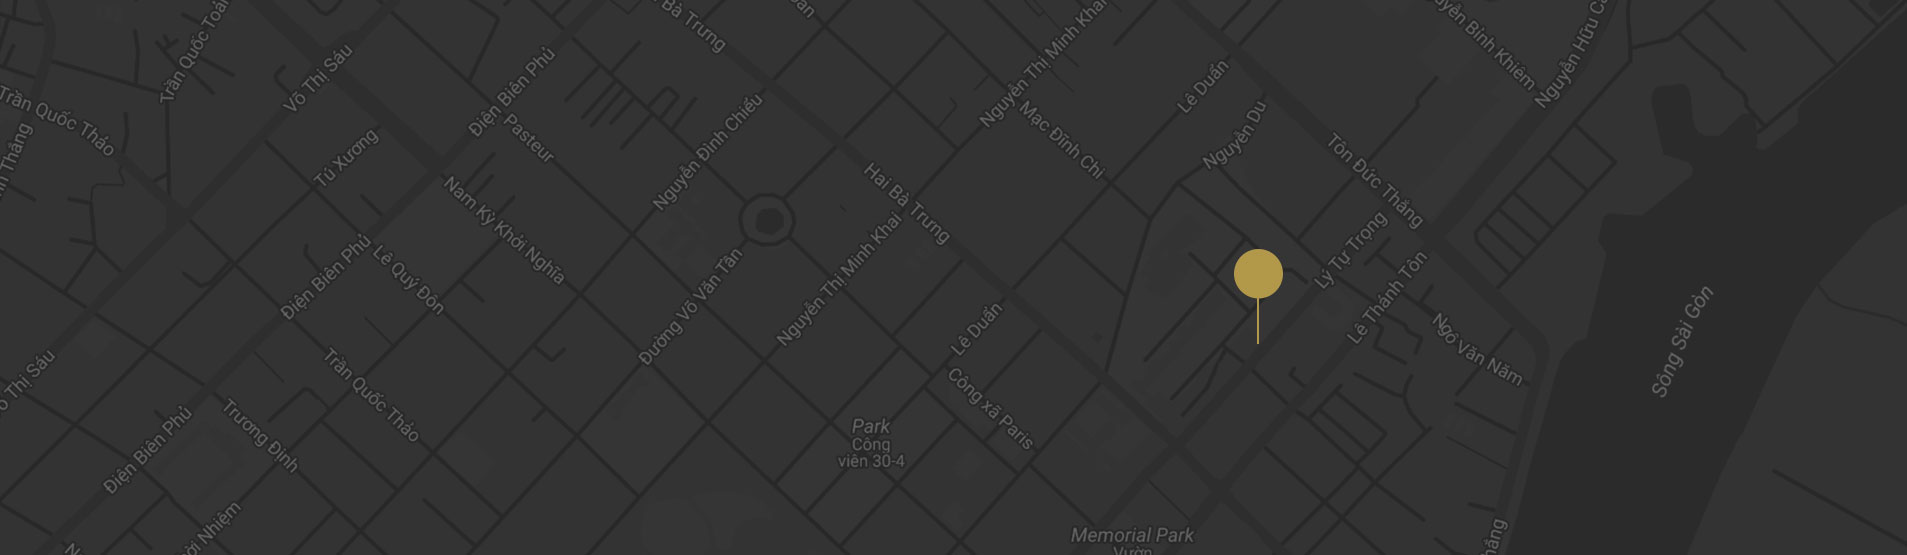 Trần Quốc Toản
Hai Bà Trưng
Nguyễn Thị Minh Khai
Nguyễn Bỉnh Khiêm
Võ Thị Sáu
Điện Biên Phủ
Lê Duẩn
Trần Quốc Thảo
Pasteur
Nguyễn Đình Chiểu
Mạc Đĩnh Chi
Nguyễn Du
Tú Xương
Tôn Đức Thắng
Nam Kỳ Khởi Nghĩa
Hai Bà Trưng
Điện Biên Phủ
Lê Quý Đôn
Đường Võ Văn Tần
Nguyễn Thị Minh Khai
Lý Tự Trọng
Lê Thánh Tôn
Lê Duẩn
Ngô Văn Năm
Sông Sài Gòn
Trần Quốc Thảo
Công xã Paris
Điện Biên Phủ
Trương Định
Park
Công
viên 30-4
Memorial Park